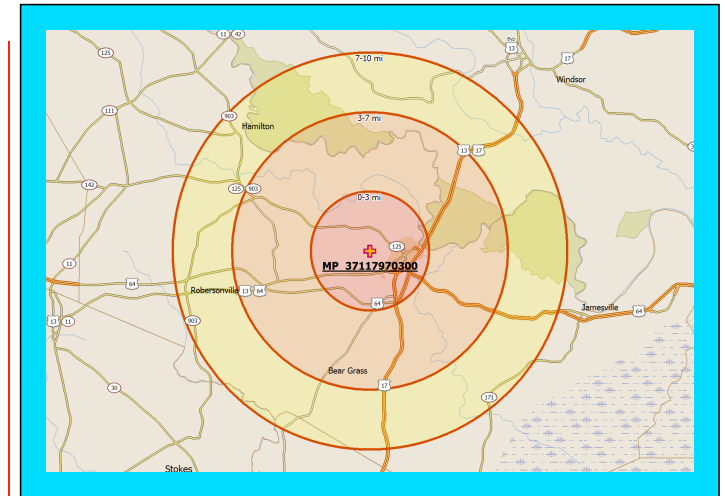 11 42
13
17
125
7-10 mi
Windsor
111
903
3-7 mi
Hamilton
13 17
142
125 903
0-3 mi
125
MP_37117970300
11
64
Robersonville 13 64
64
Jamesville
64
13 11
903
Bear Grass
30
17
171
Stokes